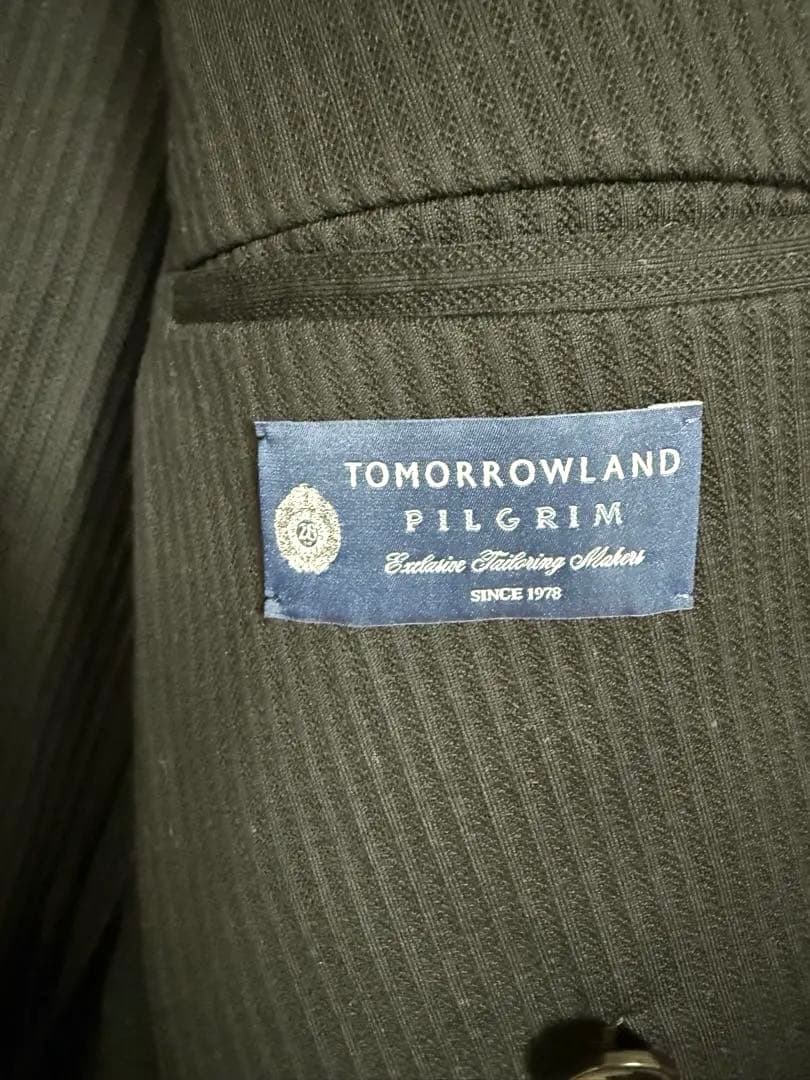 TOMORROWLAND
PILGRIM
Exclusive Tailoring Makers
SINCE 1978